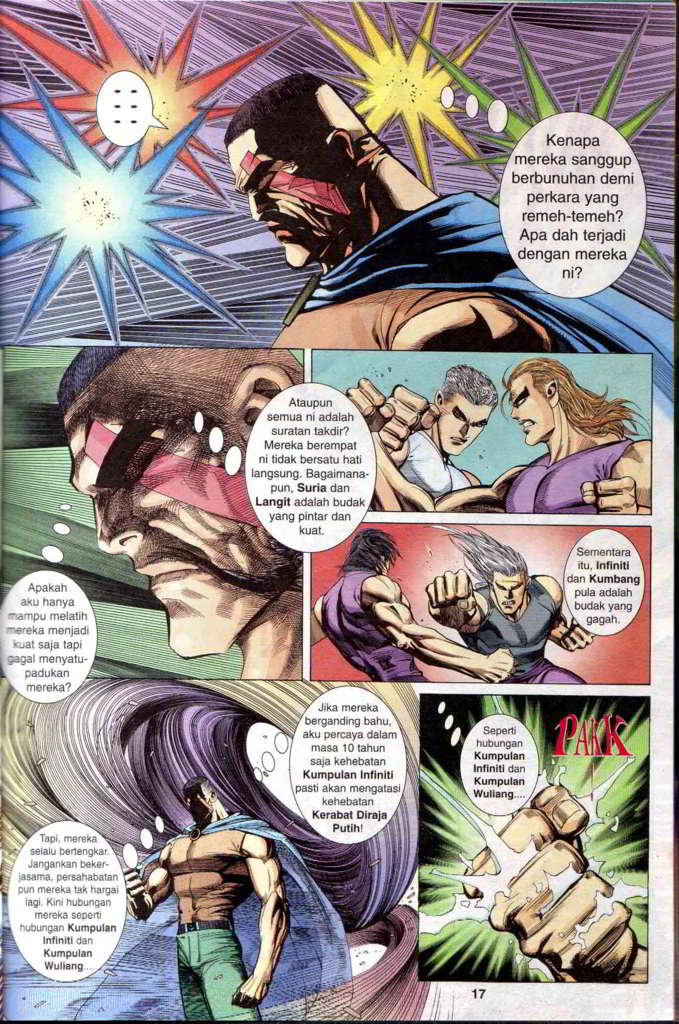 Kenapa
mereka sanggup
berbunuhan demi
perkara yang
remeh-temeh?
Apa dah terjadi
dengan mereka
ni?
Ataupun
semua ni adalah
suratan takdir?
Mereka berempat
ni tidak bersatu hati
langsung. Bagaimana-
pun, Suria dan
Langit adalah budak
yang pintar dan
kuat.
Sementara
itu, Infiniti
dan Kumbang
pula adalah
budak yang
gagah.
Apakah
aku hanya
mampu melatih
mereka menjadi
kuat saja tapi
gagal menyatu-
padukan
mereka?
Jika mereka
berganding bahu,
aku percaya dalam
masa 10 tahun
saja kehebatan
Kumpulan Infiniti
pasti akan mengatasi
kehebatan
Kerabat Diraja
Putih!
Seperti
hubungan
Kumpulan
Infiniti dan
Kumpulan
Wuliang....
PAKK
Tapi, mereka
selalu bertengkar.
Jangankan beker-
jasama, persahabatan
pun mereka tak hargai
lagi. Kini hubungan
mereka seperti
hubungan Kumpulan
Infiniti dan
Kumpulan
Wuliang....
17